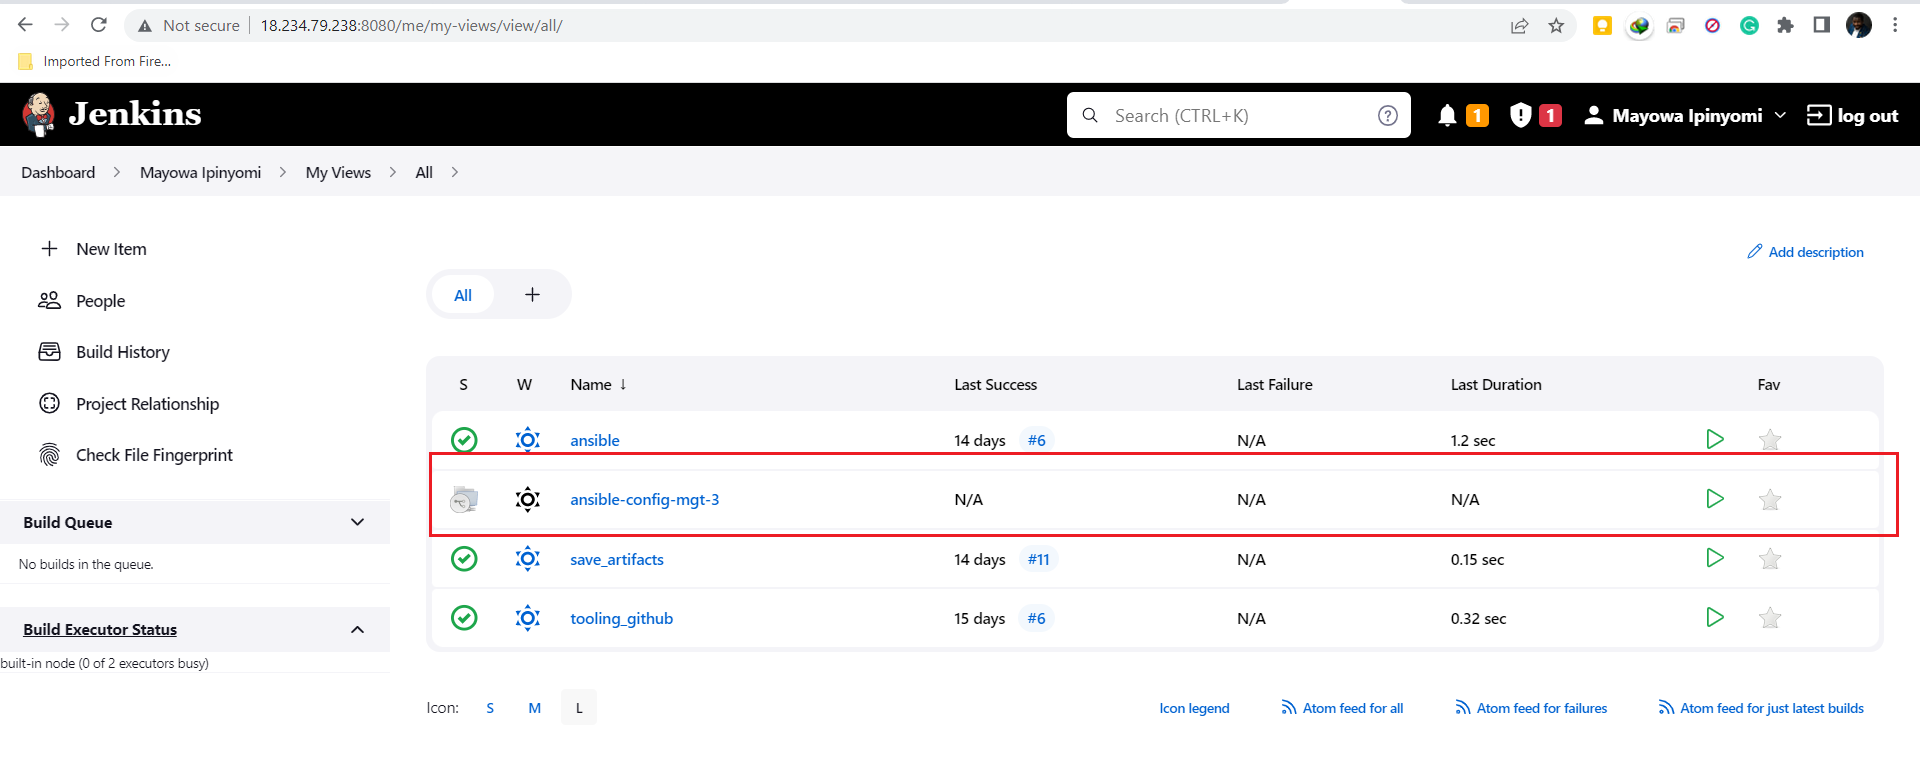 Not secure 18.234.79.238:8080/me/my-views/view/all/
Imported From Fire...
Jenkins
Search (CTRL+K)
1
1
Mayowa Ipinyomi
log out
Dashboard
Mayowa Ipinyomi
My Views
All
New Item
People
Build History
Project Relationship
Check File Fingerprint
Build Queue
No builds in the queue.
Build Executor Status
built-in node (0 of 2 executors busy)
Add description
All
S W Name ↓ Last Success Last Failure Last Duration Fav
ansible 14 days #6 N/A 1.2 sec
ansible-config-mgt-3 N/A N/A N/A
save_artifacts 14 days #11 N/A 0.15 sec
tooling_github 15 days #6 N/A 0.32 sec
Icon: S M L
Icon legend
Atom feed for all
Atom feed for failures
Atom feed for just latest builds